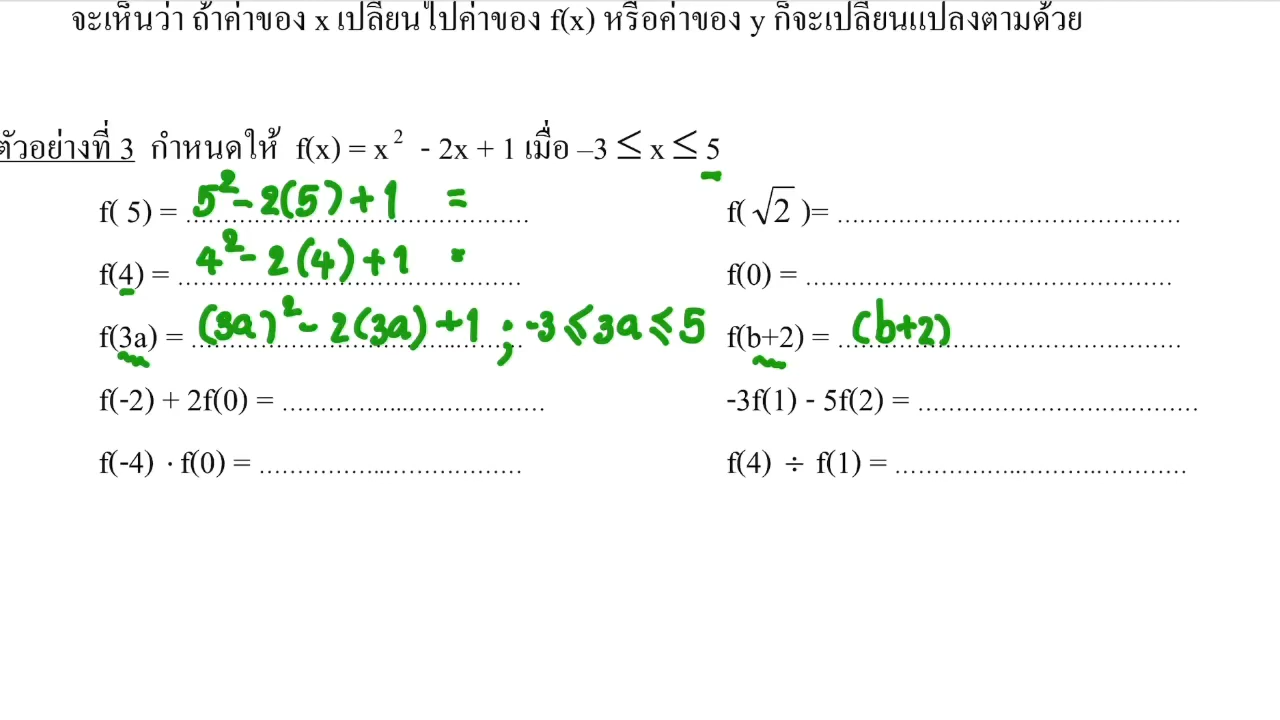 จะเห็นว่า ถ้าค่าของ x เปลี่ยนไปค่าของ f(x) หรือค่าของ y ก็จะเปลี่ยนแปลงตามด้วย
ตัวอย่างที่ 3 กำหนดให้ f(x) = x² - 2x + 1 เมื่อ –3 ≤ x ≤ 5
f( 5) = 5² - 2(5) + 1 =
f( √2 )= ……………………………………
f(4) = 4² - 2(4) + 1 =
f(0) = ……………………………………
f(3a) = (3a)² - 2(3a) + 1 ; -3 ≤ 3a ≤ 5
f(b+2) = (b+2)
f(-2) + 2f(0) = ……………………………
-3f(1) - 5f(2) = ……………………………
f(-4) · f(0) = ……………………………
f(4) ÷ f(1) = ……………………………